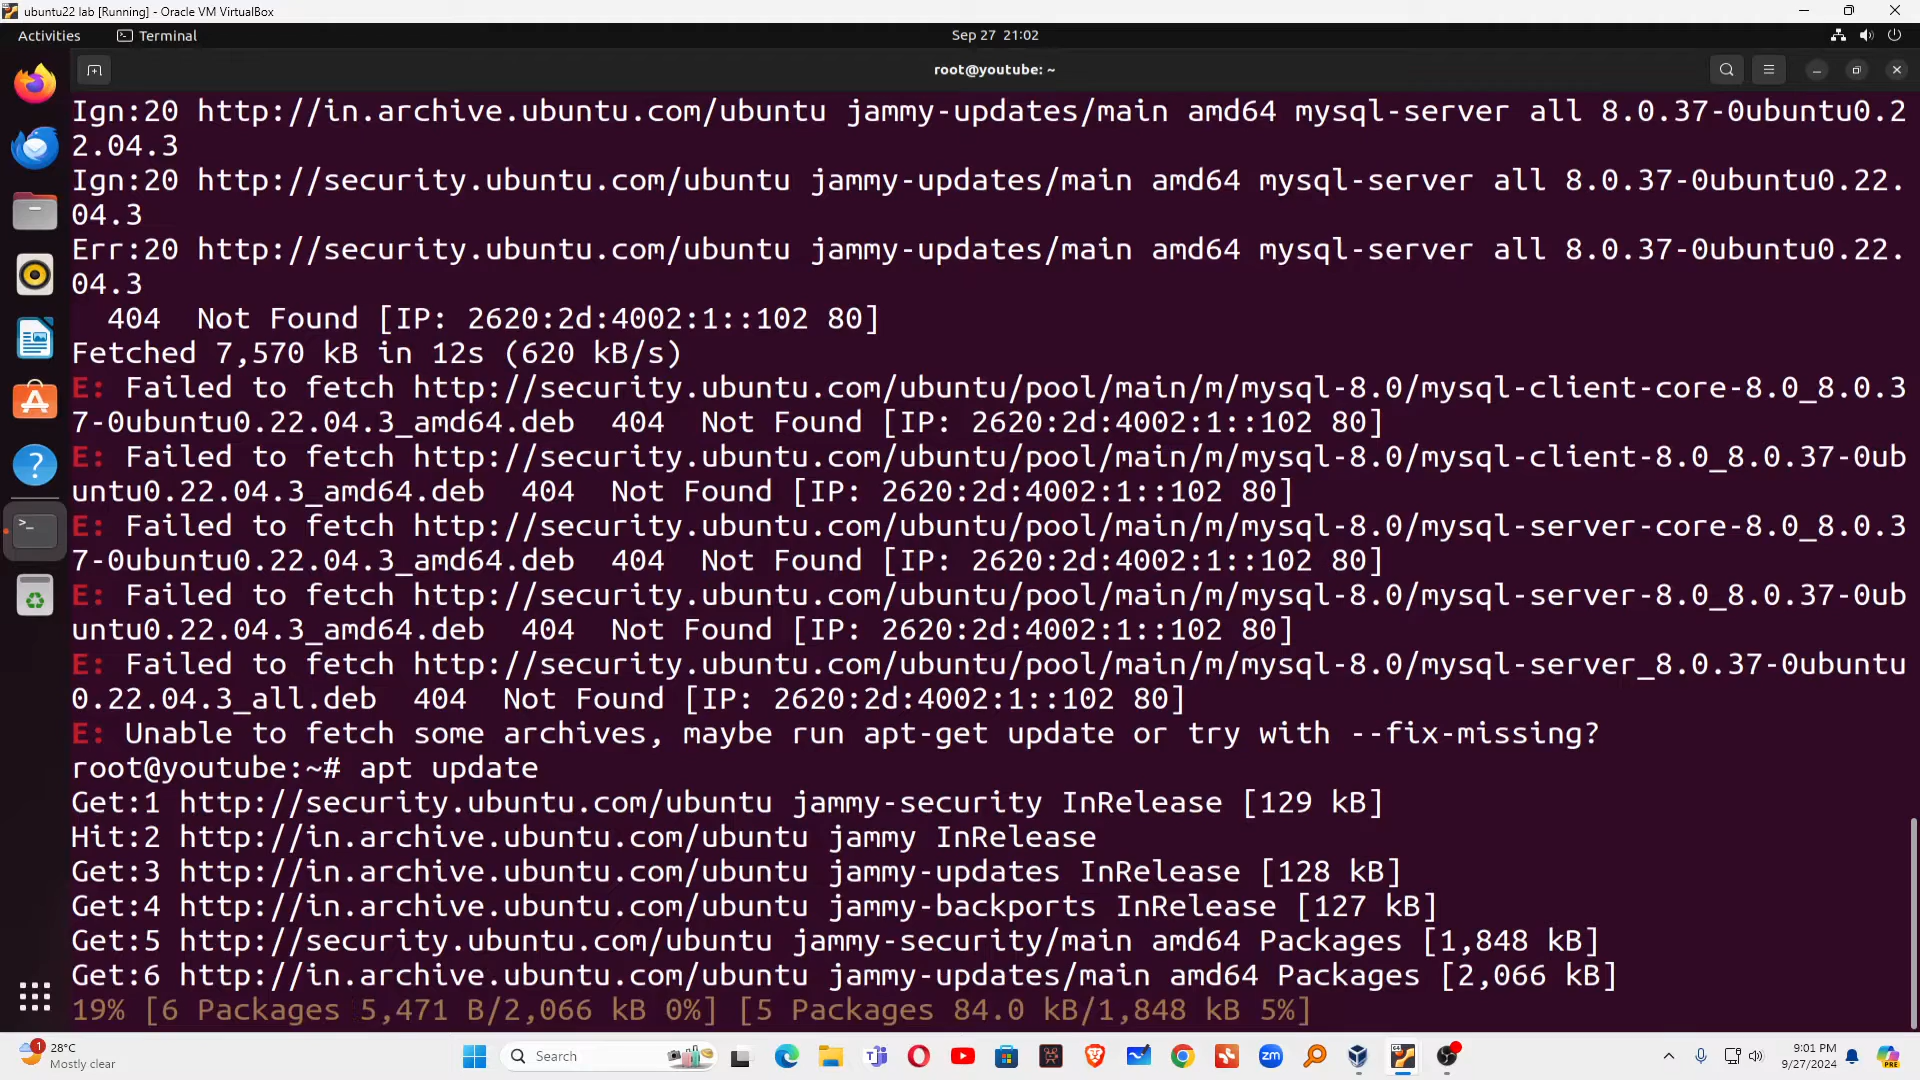 ubuntu22 lab [Running] - Oracle VM VirtualBox
Activities
Terminal
Sep 27 21:02
root@youtube: ~
Ign:20 http://in.archive.ubuntu.com/ubuntu jammy-updates/main amd64 mysql-server all 8.0.37-0ubuntu0.2
2.04.3
Ign:20 http://security.ubuntu.com/ubuntu jammy-updates/main amd64 mysql-server all 8.0.37-0ubuntu0.22.
04.3
Err:20 http://security.ubuntu.com/ubuntu jammy-updates/main amd64 mysql-server all 8.0.37-0ubuntu0.22.
04.3
404 Not Found [IP: 2620:2d:4002:1::102 80]
Fetched 7,570 kB in 12s (620 kB/s)
E: Failed to fetch http://security.ubuntu.com/ubuntu/pool/main/m/mysql-8.0/mysql-client-core-8.0_8.0.3
7-0ubuntu0.22.04.3_amd64.deb 404 Not Found [IP: 2620:2d:4002:1::102 80]
E: Failed to fetch http://security.ubuntu.com/ubuntu/pool/main/m/mysql-8.0/mysql-client-8.0_8.0.37-0ub
untu0.22.04.3_amd64.deb 404 Not Found [IP: 2620:2d:4002:1::102 80]
E: Failed to fetch http://security.ubuntu.com/ubuntu/pool/main/m/mysql-8.0/mysql-server-core-8.0_8.0.3
7-0ubuntu0.22.04.3_amd64.deb 404 Not Found [IP: 2620:2d:4002:1::102 80]
E: Failed to fetch http://security.ubuntu.com/ubuntu/pool/main/m/mysql-8.0/mysql-server-8.0_8.0.37-0ub
untu0.22.04.3_amd64.deb 404 Not Found [IP: 2620:2d:4002:1::102 80]
E: Failed to fetch http://security.ubuntu.com/ubuntu/pool/main/m/mysql-8.0/mysql-server_8.0.37-0ubuntu
0.22.04.3_all.deb 404 Not Found [IP: 2620:2d:4002:1::102 80]
E: Unable to fetch some archives, maybe run apt-get update or try with --fix-missing?
root@youtube:~# apt update
Get:1 http://security.ubuntu.com/ubuntu jammy-security InRelease [129 kB]
Hit:2 http://in.archive.ubuntu.com/ubuntu jammy InRelease
Get:3 http://in.archive.ubuntu.com/ubuntu jammy-updates InRelease [128 kB]
Get:4 http://in.archive.ubuntu.com/ubuntu jammy-backports InRelease [127 kB]
Get:5 http://security.ubuntu.com/ubuntu jammy-security/main amd64 Packages [1,848 kB]
Get:6 http://in.archive.ubuntu.com/ubuntu jammy-updates/main amd64 Packages [2,066 kB]
19% [6 Packages 5,471 B/2,066 kB 0%] [5 Packages 84.0 kB/1,848 kB 5%]
1
28°C
Mostly clear
Search
zm
9:01 PM
9/27/2024
PRE